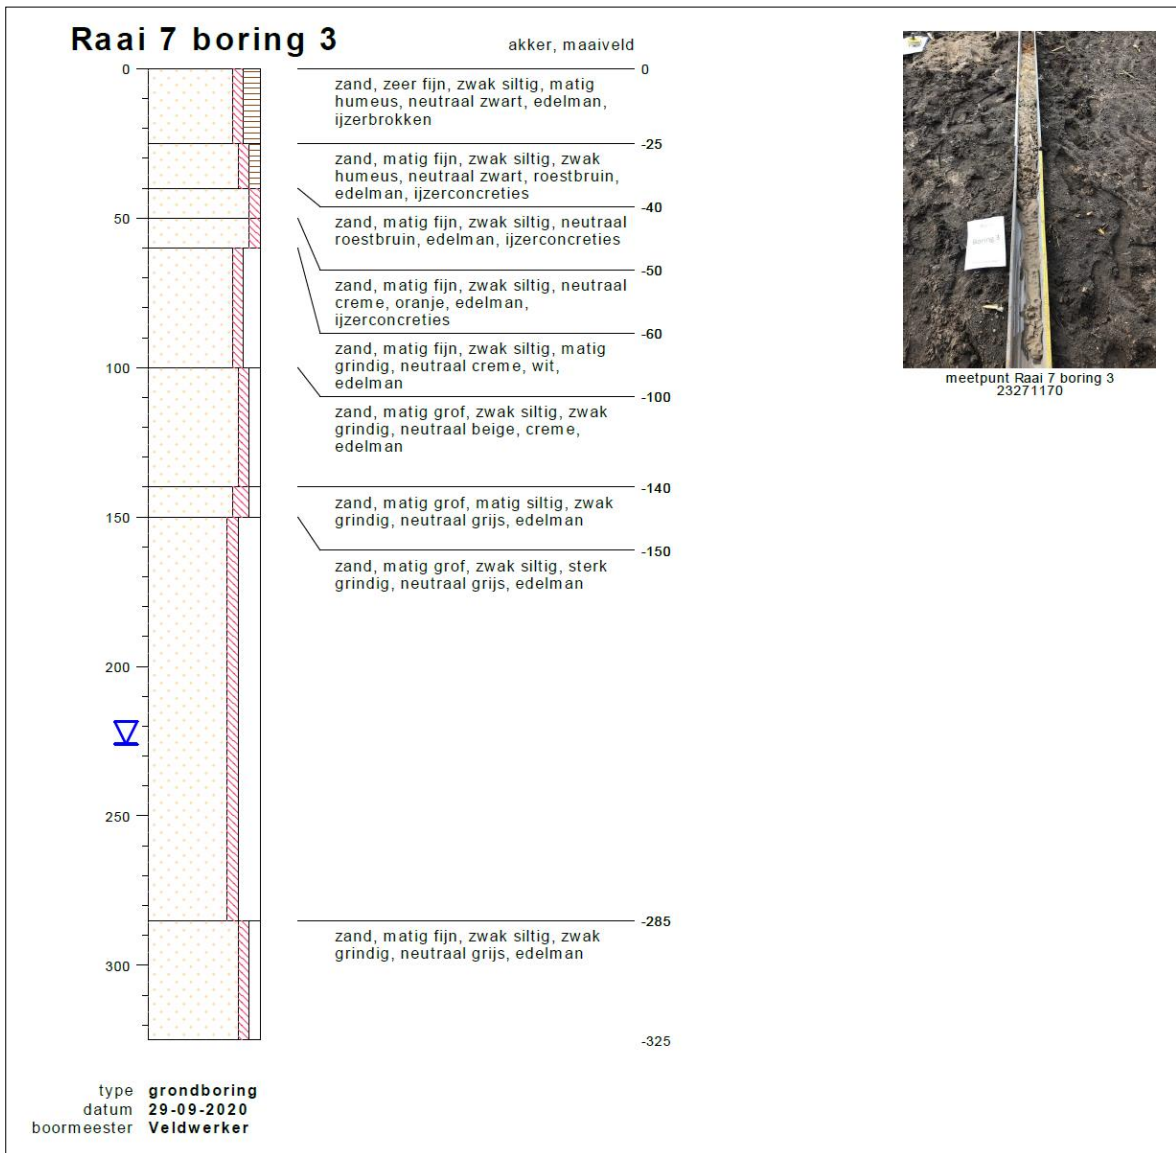 Raai 7 boring 3
akker, maaiveld
0
0
zand, zeer fijn, zwak siltig, matig
humeus, neutraal zwart, edelman,
ijzerbrokken
-25
zand, matig fijn, zwak siltig, zwak
humeus, neutraal zwart, roestbruin,
edelman, ijzerconcreties
-40
50
zand, matig fijn, zwak siltig, neutraal
roestbruin, edelman, ijzerconcreties
-50
zand, matig fijn, zwak siltig, neutraal
creme, oranje, edelman,
ijzerconcreties
-60
zand, matig fijn, zwak siltig, matig
grindig, neutraal creme, wit,
edelman
100
-100
zand, matig grof, zwak siltig, zwak
grindig, neutraal beige, creme,
edelman
-140
zand, matig grof, matig siltig, zwak
grindig, neutraal grijs, edelman
150
-150
zand, matig grof, zwak siltig, sterk
grindig, neutraal grijs, edelman
200
250
-285
zand, matig fijn, zwak siltig, zwak
grindig, neutraal grijs, edelman
300
-325
Boring 3
meetpunt Raai 7 boring 3
23271170
type grondboring
datum 29-09-2020
boormeester Veldwerker